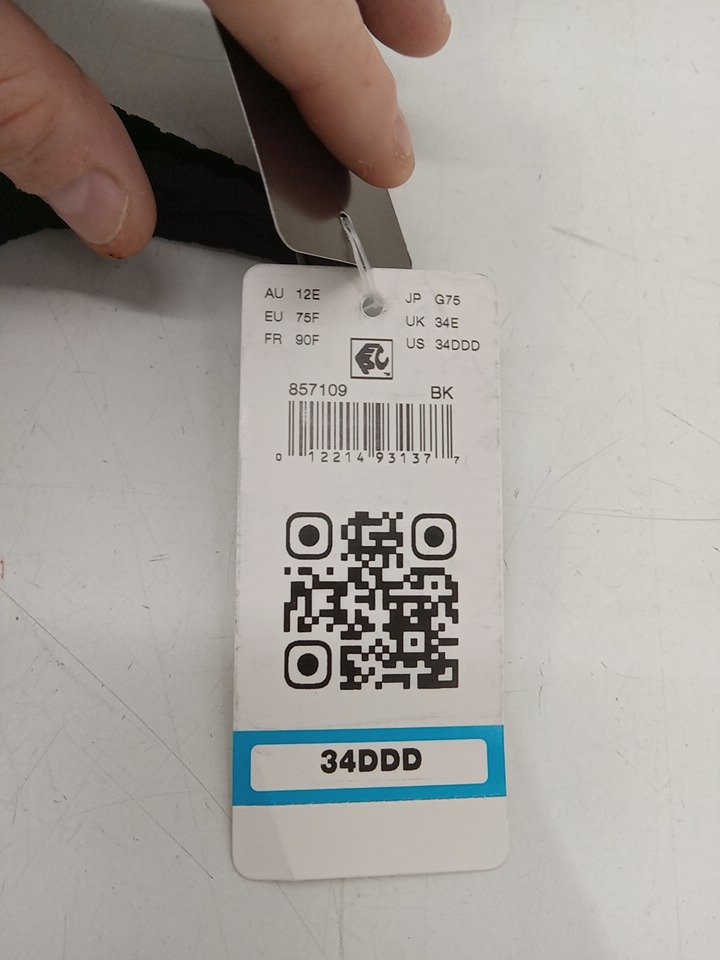 AU 12E JP G75
EU 75F UK 34E
FR 90F US 34DDD
857109 BK
0 12214 93137 7
34DDD